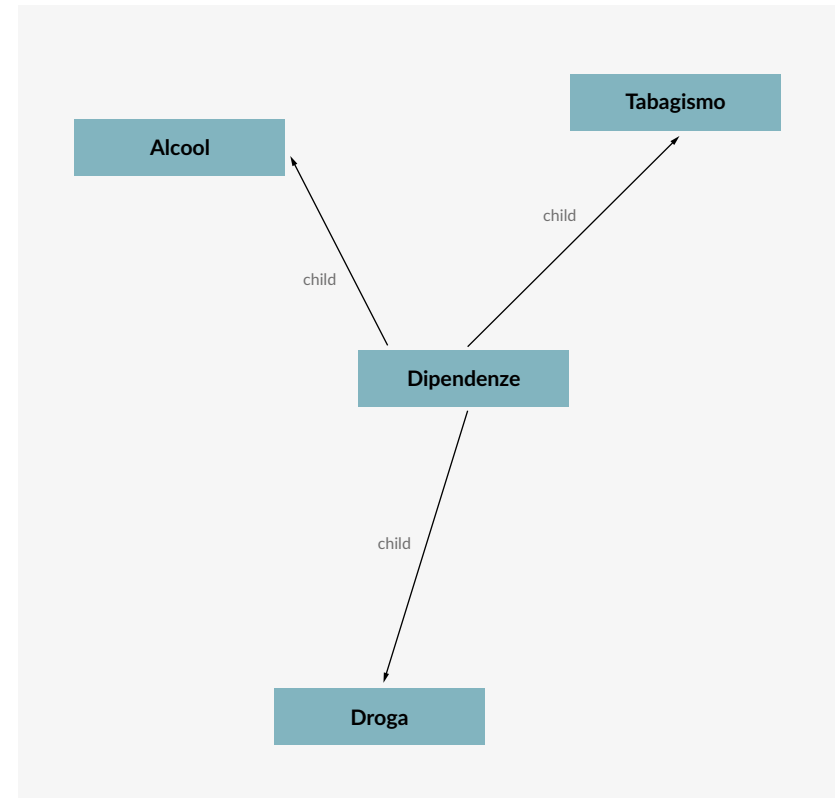 Tabagismo
Alcool
child
child
Dipendenze
child
Droga